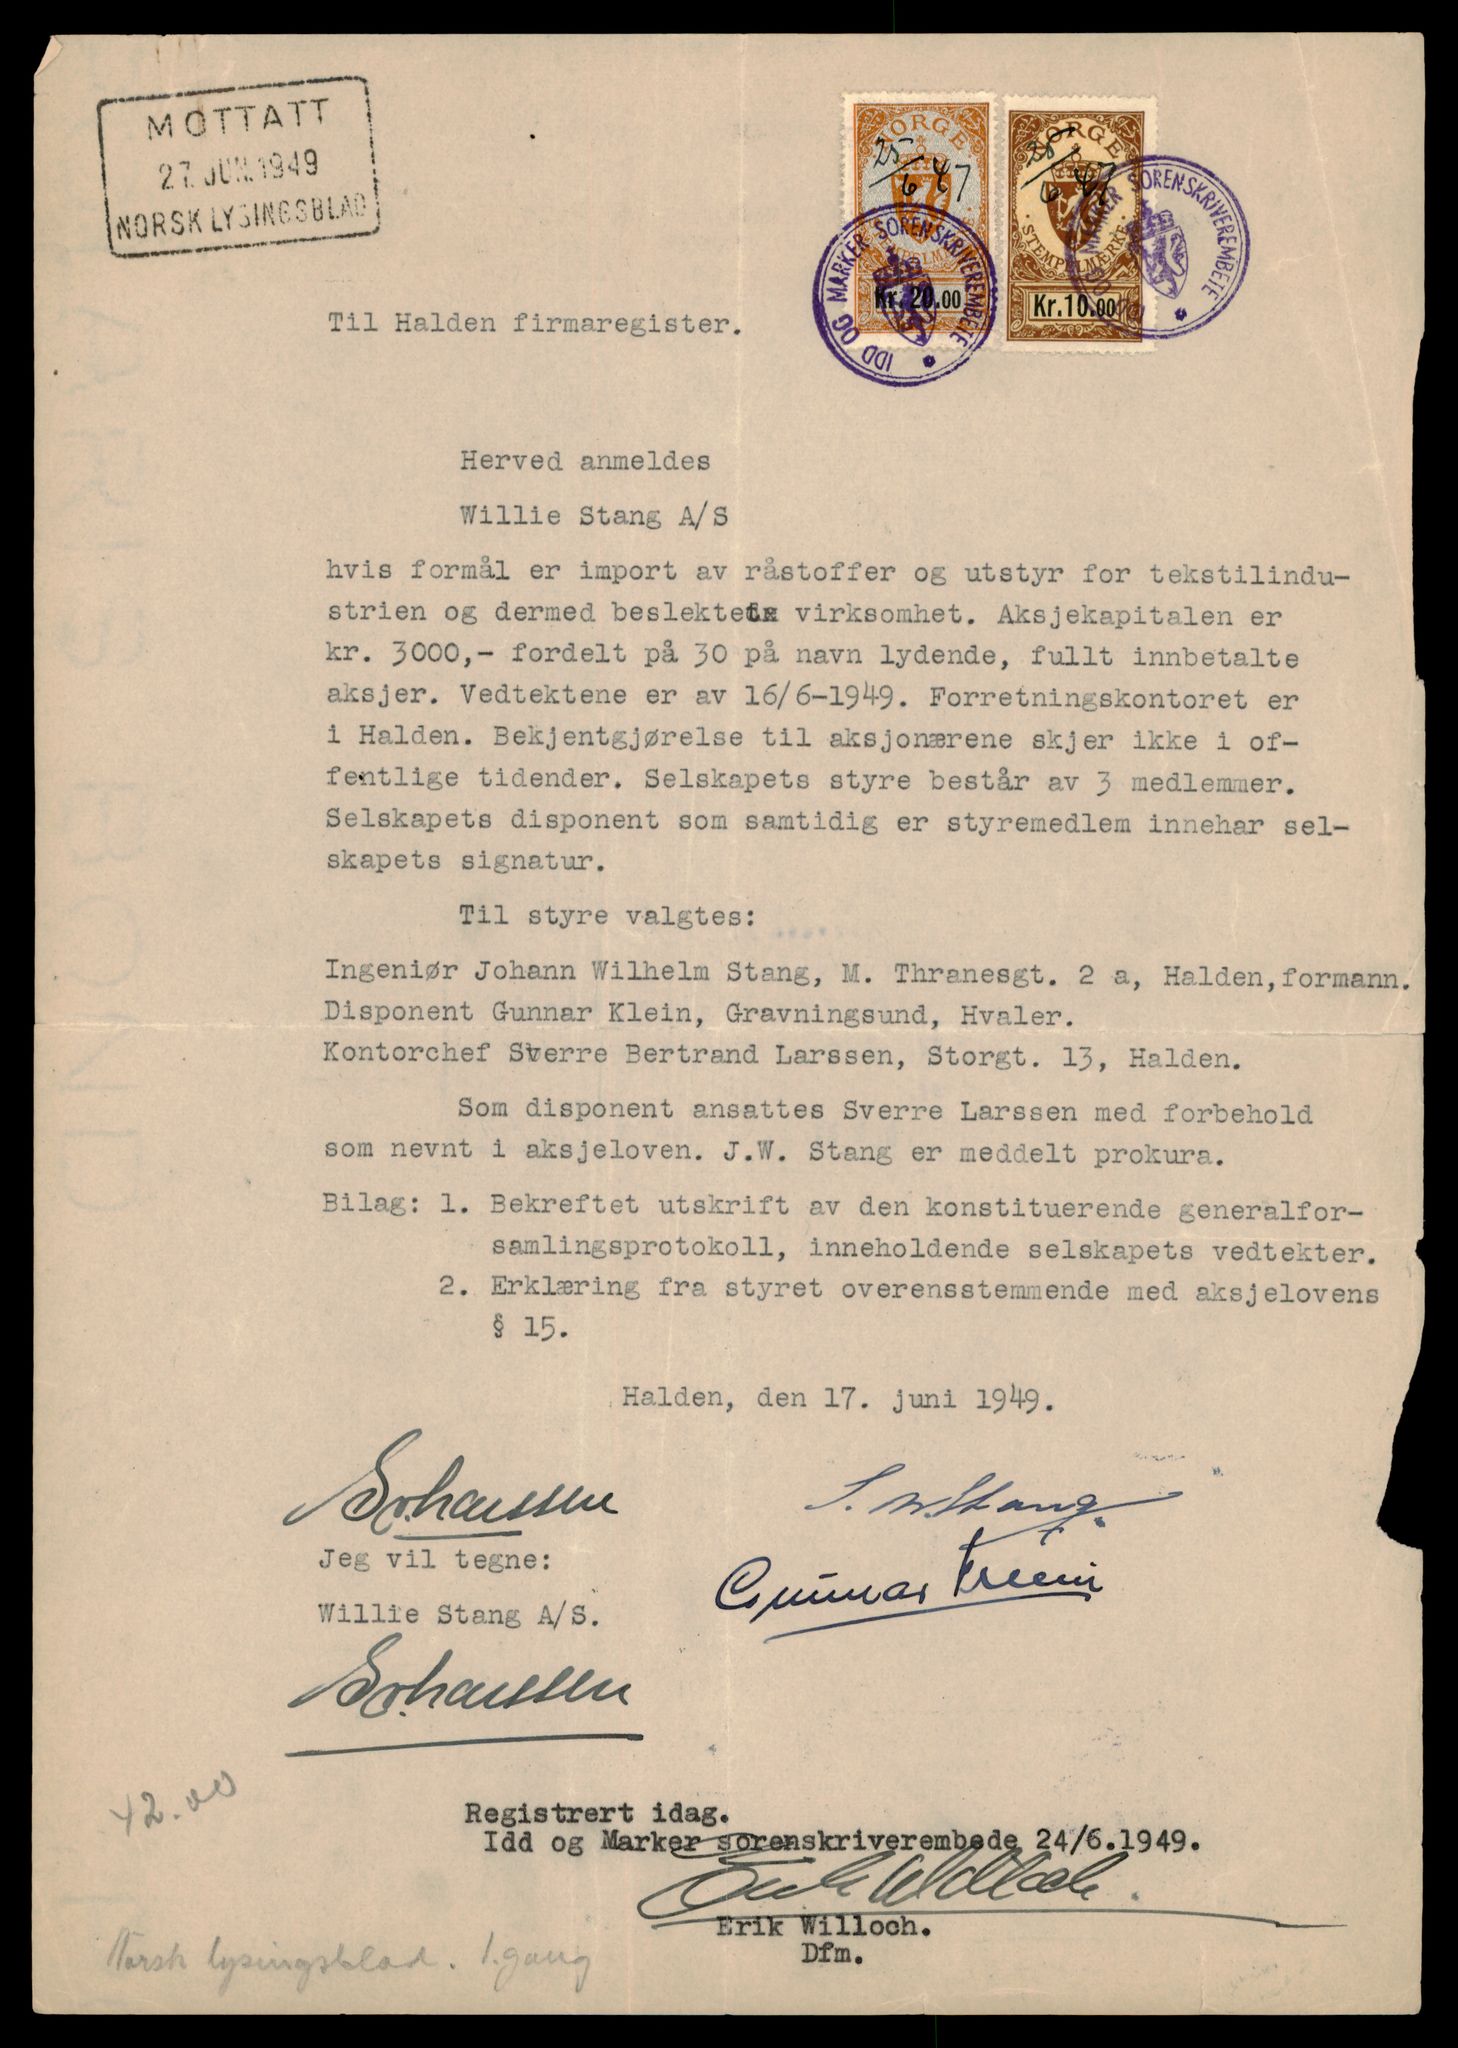 MOTTATT
27. JUN. 1949
NORSK LYSINGSBLAD
NORGE
25/6 47
Kr. 20.00
NORGE
STEMPELMÆRKE
Kr. 10.00
IDD OG MARKER SORENSKRIVEREMBEDE
IDD OG MARKER SORENSKRIVEREMBEDE
Til Halden firmaregister.
Herved anmeldes
Willie Stang A/S
hvis formål er import av råstoffer og utstyr for tekstilindu-
strien og dermed beslektet virksomhet. Aksjekapitalen er
kr. 3000,- fordelt på 30 på navn lydende, fullt innbetalte
aksjer. Vedtektene er av 16/6-1949. Forretningskontoret er
i Halden. Bekjentgjørelse til aksjonærene skjer ikke i of-
fentlige tidender. Selskapets styre består av 3 medlemmer.
Selskapets disponent som samtidig er styremedlem innehar sel-
skapets signatur.
Til styre valgtes:
Ingeniør Johann Wilhelm Stang, M. Thranesgt. 2 a, Halden, formann.
Disponent Gunnar Klein, Gravningsund, Hvaler.
Kontorchef Sverre Bertrand Larssen, Storgt. 13, Halden.
Som disponent ansattes Sverre Larssen med forbehold
som nevnt i aksjeloven. J.W. Stang er meddelt prokura.
Bilag: 1. Bekreftet utskrift av den konstituerende generalfor-
samlingsprotokoll, inneholdende selskapets vedtekter.
2. Erklæring fra styret overensstemmende med aksjelovens
§ 15.
Halden, den 17. juni 1949.
J. W. Stang
Jeg vil tegne:
Gunnar Klein
Willie Stang A/S.
42.00
Registrert idag.
Idd og Marker sorenskriverembede 24/6.1949.
Erik Willoch.
Erik Willoch.
Dfm.
Norsk lysingsblad. 1. gang